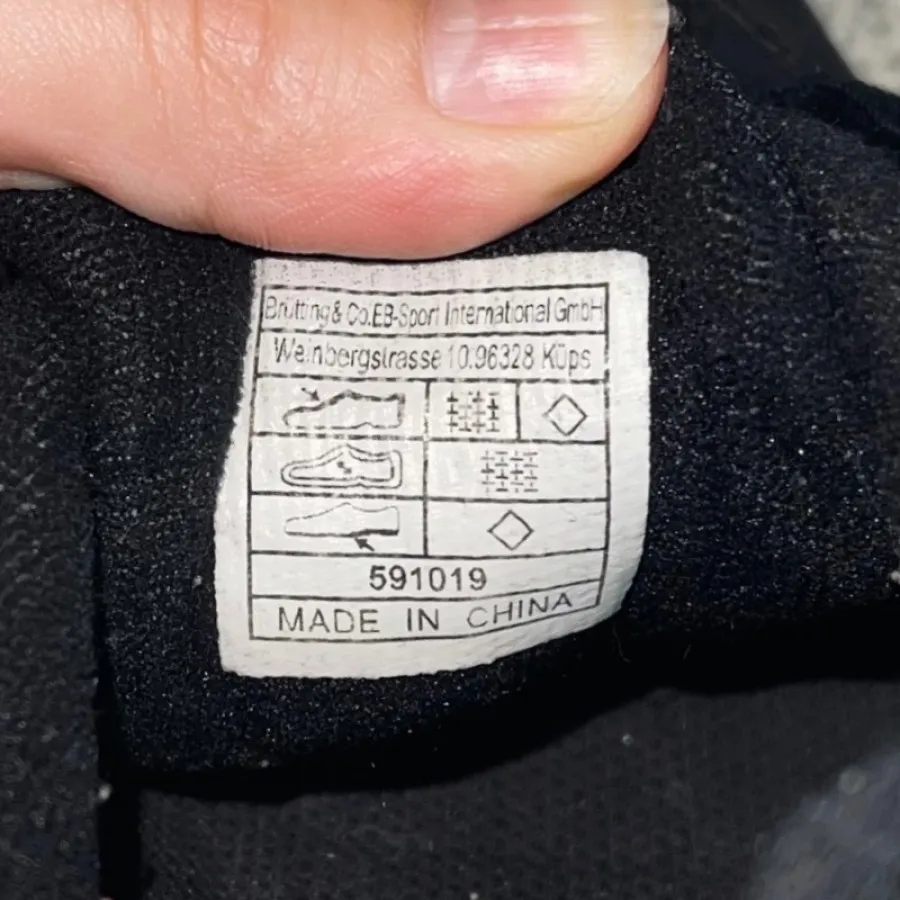 Brütting & Co.EB-Sport International GmbH
Weinbergstrasse 10.96328 Küps
591019
MADE IN CHINA